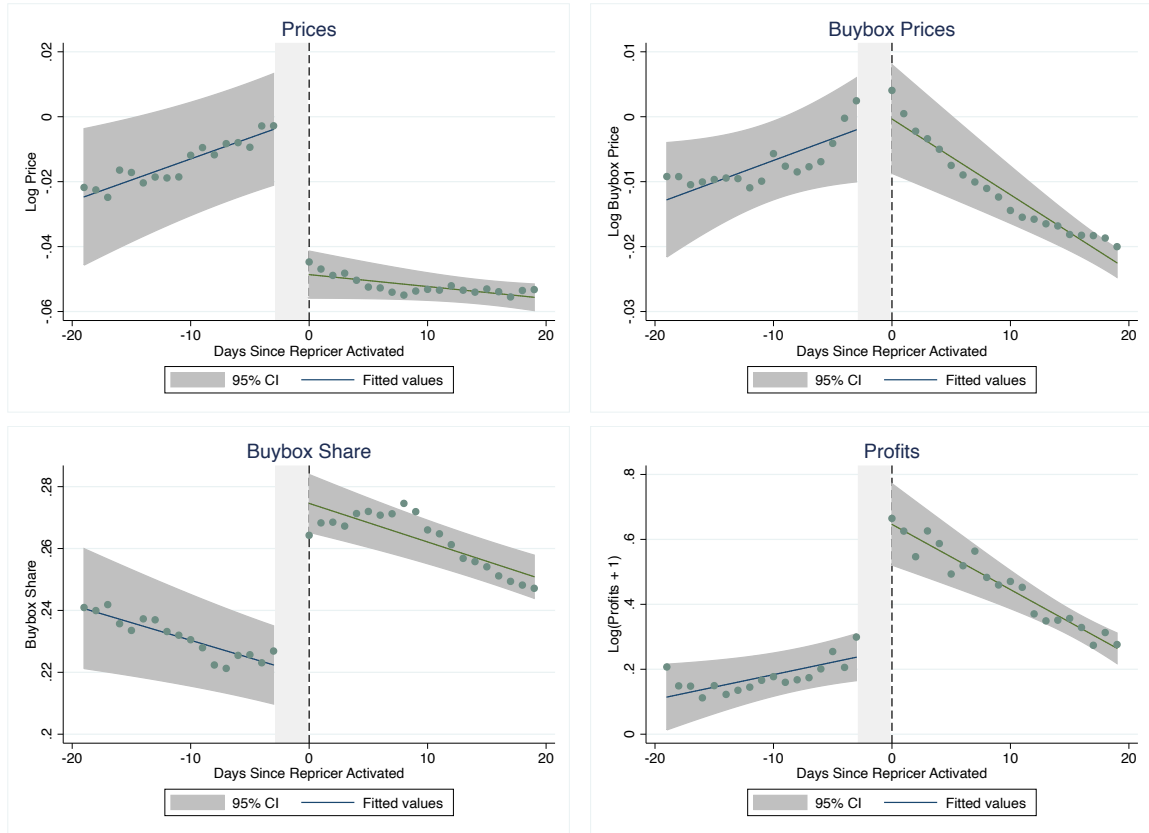 Prices
Log Price
.02
0
-.02
-.04
-.06
-20
-10
0
10
20
Days Since Repricer Activated
95% CI
Fitted values
Buybox Prices
Log Buybox Price
.01
0
-.01
-.02
-.03
-20
-10
0
10
20
Days Since Repricer Activated
95% CI
Fitted values
Buybox Share
Buybox Share
.28
.26
.24
.22
.2
-20
-10
0
10
20
Days Since Repricer Activated
95% CI
Fitted values
Profits
Log(Profits + 1)
.8
.6
.4
.2
0
-20
-10
0
10
20
Days Since Repricer Activated
95% CI
Fitted values